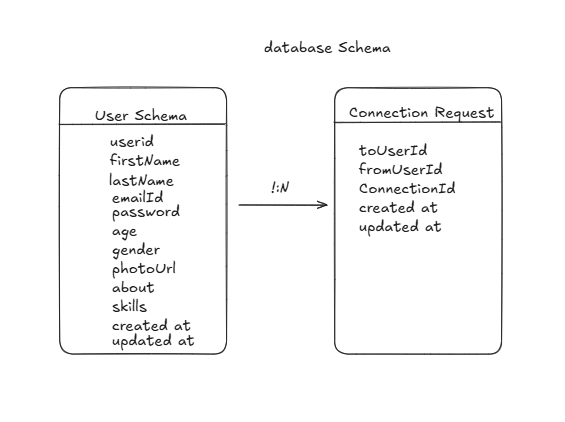 database Schema
User Schema
userid
firstName
lastName
emailId
password
age
gender
photoUrl
about
skills
created at
updated at
!:N
Connection Request
toUserId
fromUserId
ConnectionId
created at
updated at